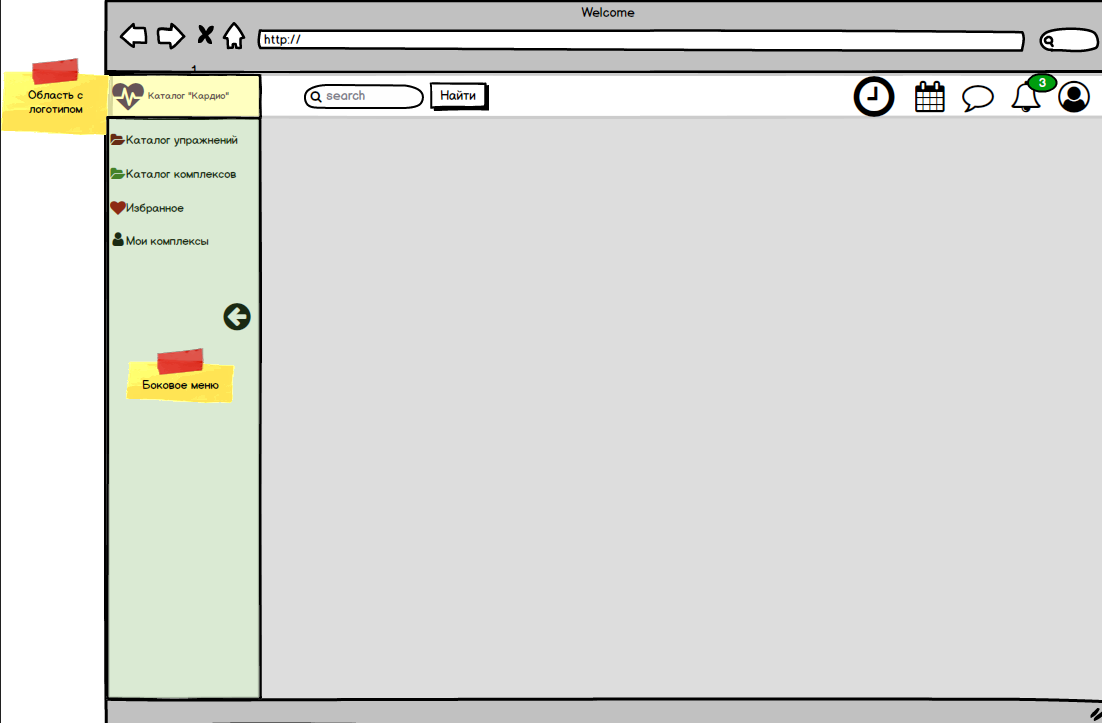 Welcome
http://
1
Область с
логотипом
Каталог "Кардио"
search
Найти
3
Каталог упражнений
Каталог комплексов
Избранное
Мои комплексы
Боковое меню